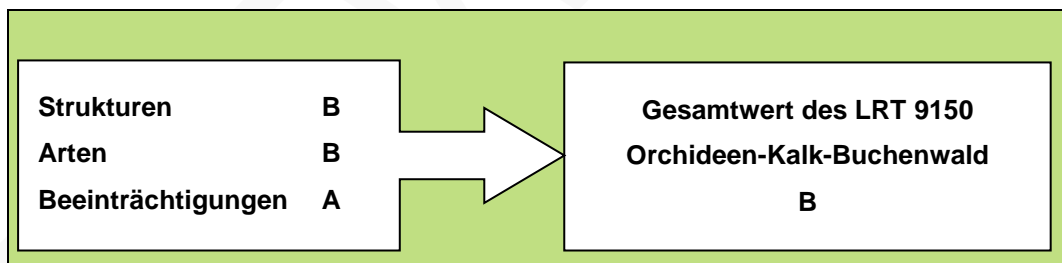 Strukturen B
Arten B
Beeinträchtigungen A
Gesamtwert des LRT 9150
Orchideen-Kalk-Buchenwald
B